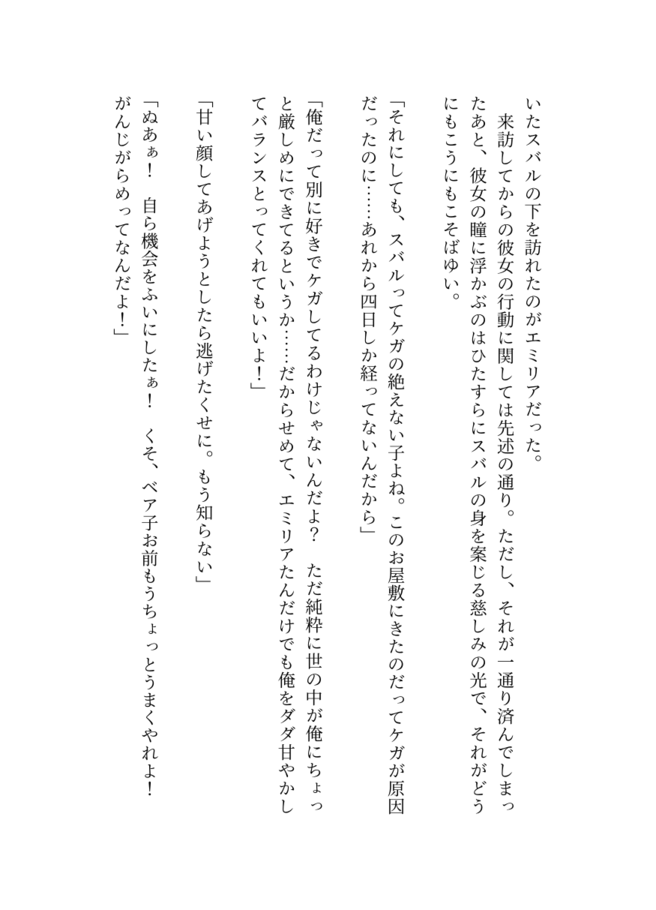 いたスバルの下を訪れたのがエミリアだった。
　来訪してからの彼女の行動に関しては先述の通り。ただし、それが一通り済んでしまっ
たあと、彼女の瞳に浮かぶのはひたすらにスバルの身を案じる慈しみの光で、それがどう
にもこうにもこそばゆい。
「それにしても、スバルってケガの絶えない子よね。このお屋敷にきたのだってケガが原因
だったのに……あれから四日しか経ってないんだから」
「俺だって別に好きでケガしてるわけじゃないんだよ？　ただ純粋に世の中が俺にちょっ
と厳しめにできてるというか……だからせめて、エミリアたんだけでも俺をダダ甘やかし
てバランスとってくれてもいいよ！」
「甘い顔してあげようとしたら逃げたくせに。もう知らない」
「ぬあぁ！　自ら機会をふいにしたぁ！　くそ、ベア子お前もうちょっとうまくやれよ！
がんじがらめってなんだよ！」